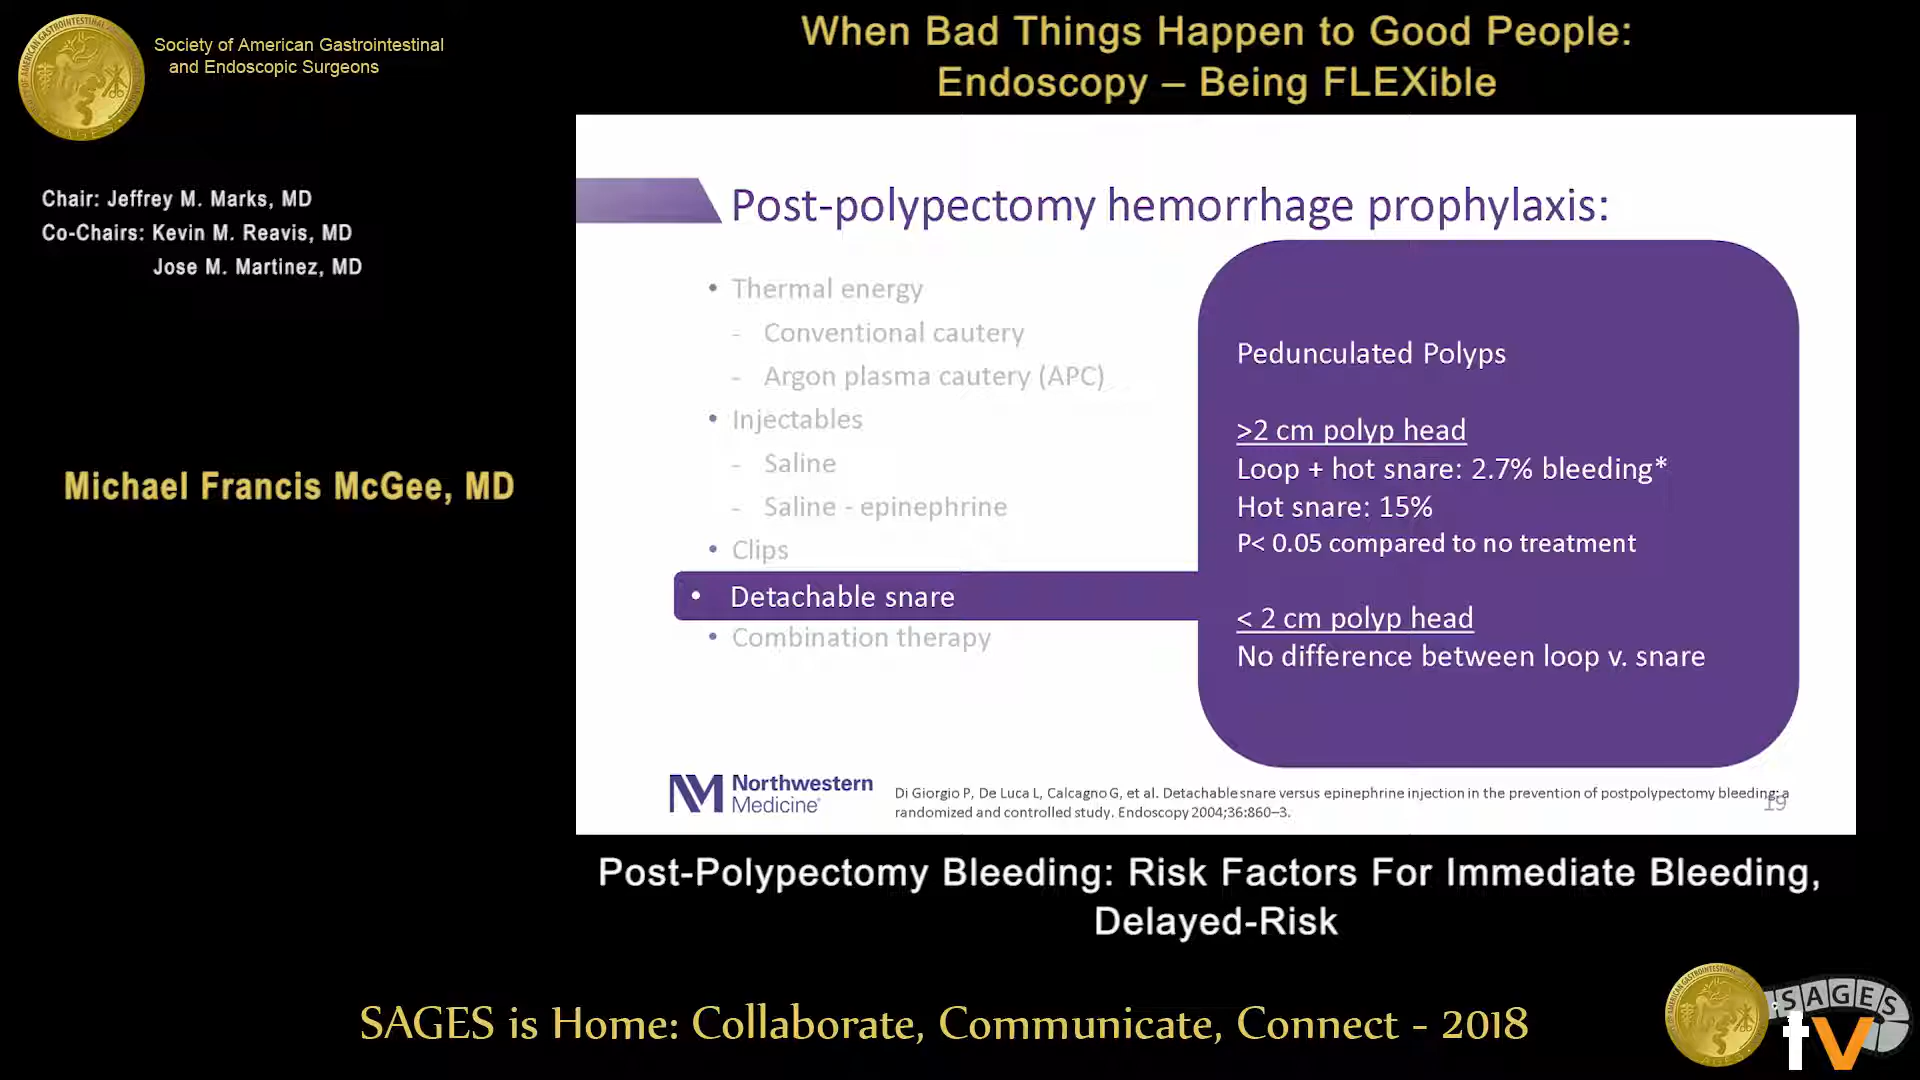 Society of American Gastrointestinal
and Endoscopic Surgeons
When Bad Things Happen to Good People:
Endoscopy – Being FLEXible
Chair: Jeffrey M. Marks, MD
Co-Chairs: Kevin M. Reavis, MD
Jose M. Martinez, MD
Michael Francis McGee, MD
Post-polypectomy hemorrhage prophylaxis:
• Thermal energy
- Conventional cautery
- Argon plasma cautery (APC)
• Injectables
- Saline
- Saline - epinephrine
• Clips
• Detachable snare
• Combination therapy
Pedunculated Polyps
>2 cm polyp head
Loop + hot snare: 2.7% bleeding*
Hot snare: 15%
P< 0.05 compared to no treatment
< 2 cm polyp head
No difference between loop v. snare
Northwestern
Medicine®
Di Giorgio P, De Luca L, Calcagno G, et al. Detachable snare versus epinephrine injection in the prevention of postpolypectomy bleeding: a
randomized and controlled study. Endoscopy 2004;36:860–3.
19
Post-Polypectomy Bleeding: Risk Factors For Immediate Bleeding,
Delayed-Risk
SAGES is Home: Collaborate, Communicate, Connect - 2018
SAGES
tv